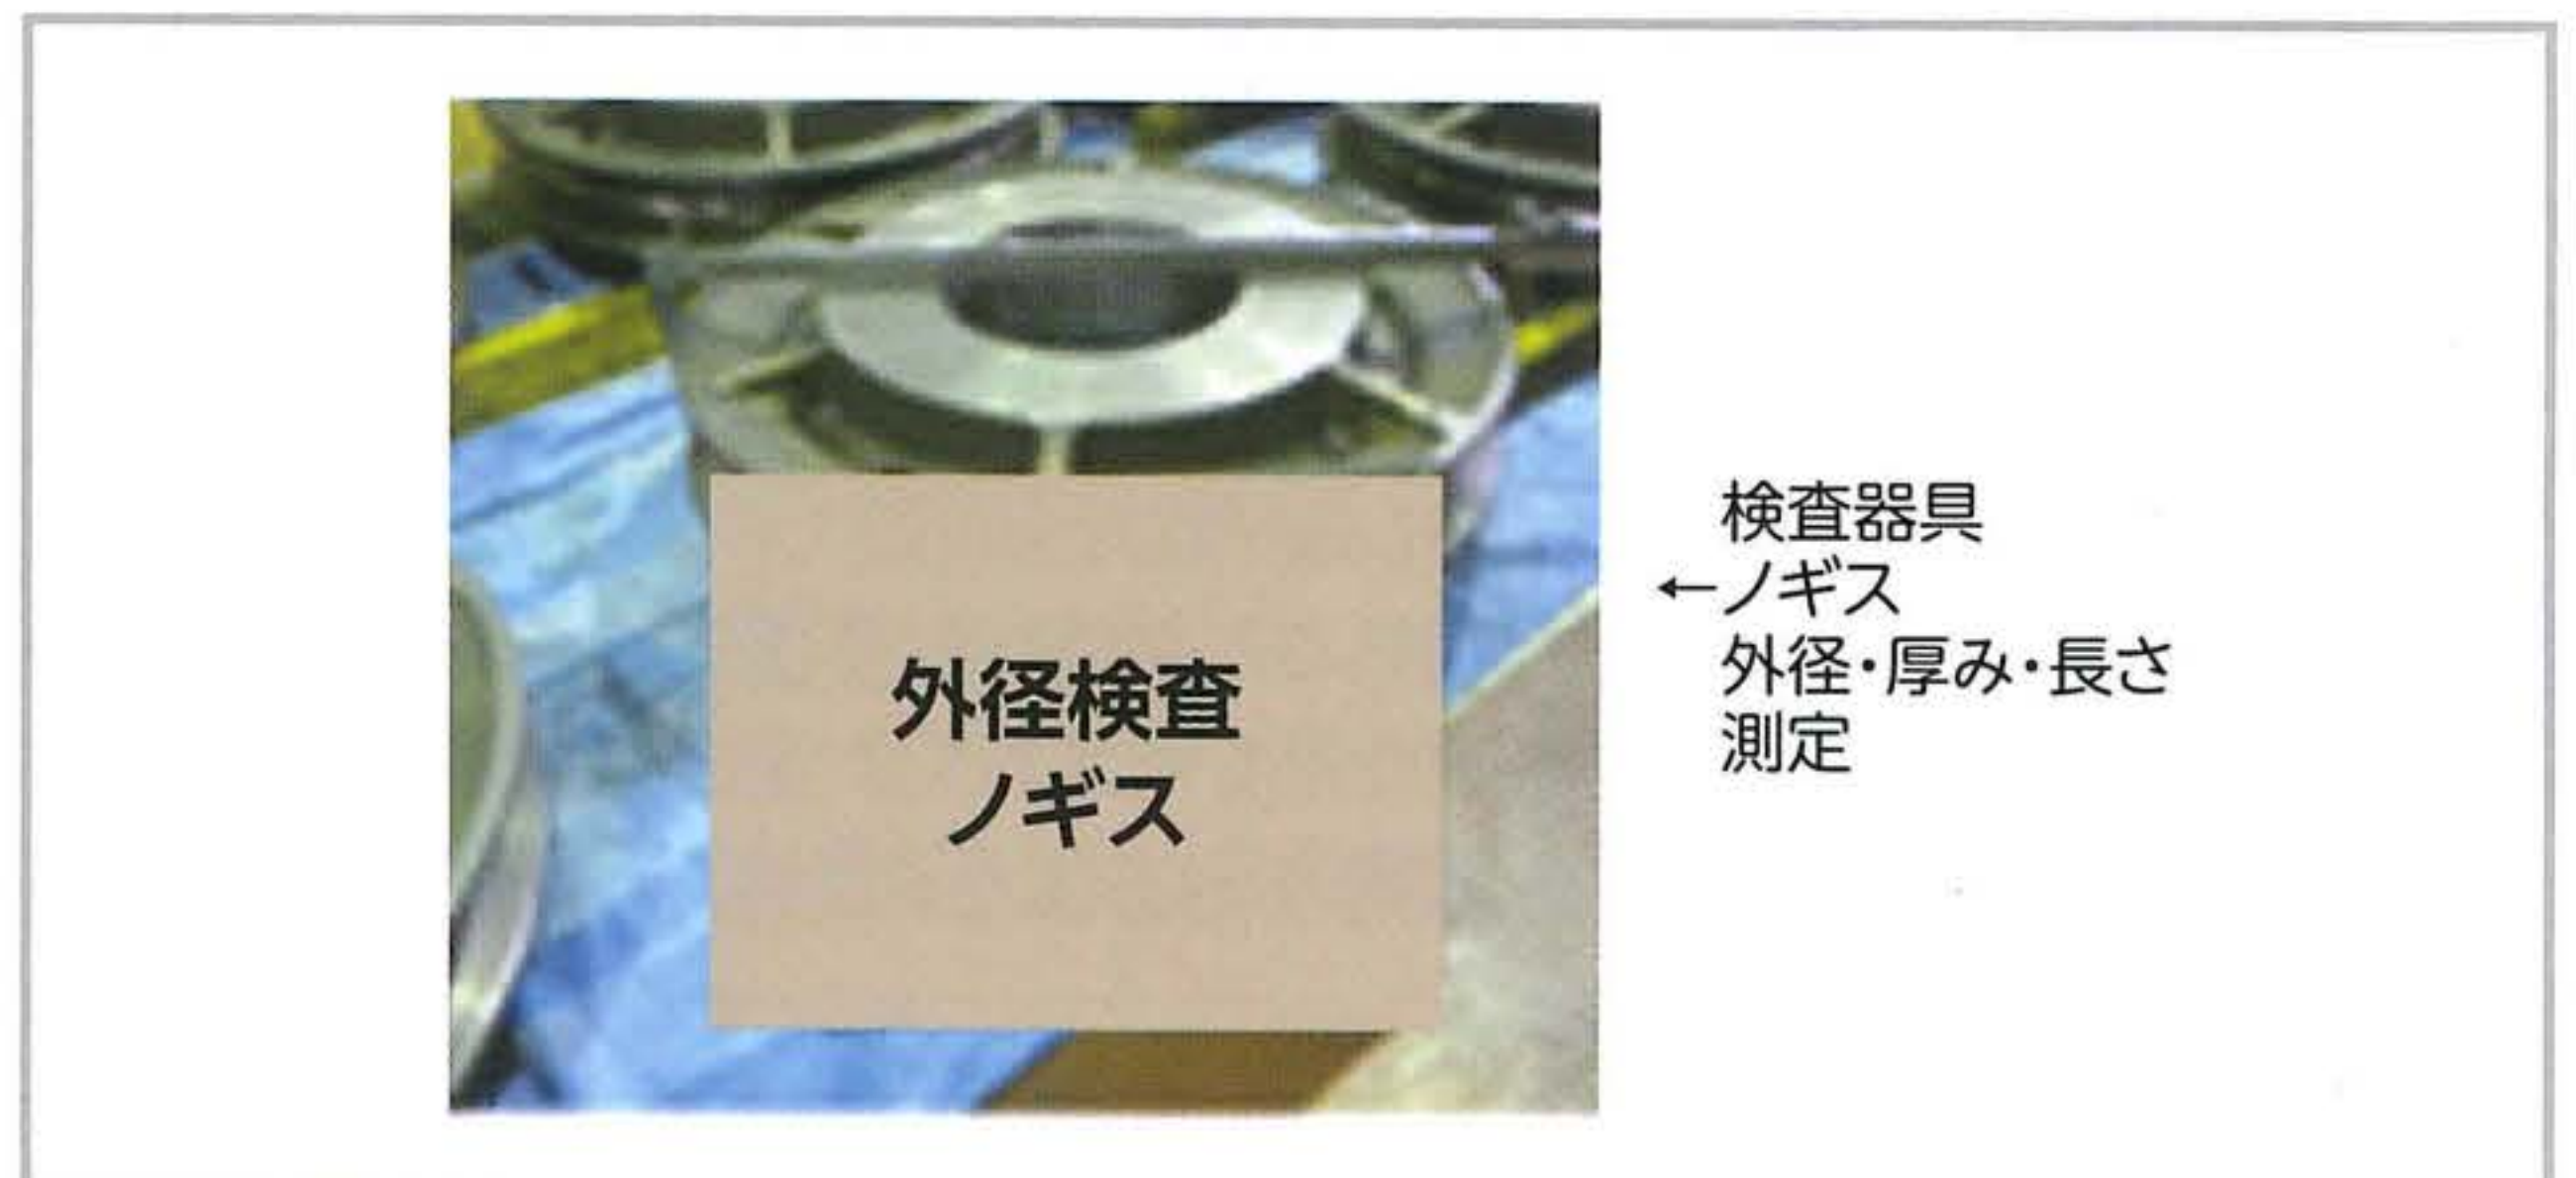 外径検査
ノギス
検査器具
←ノギス
外径・厚み・長さ
測定